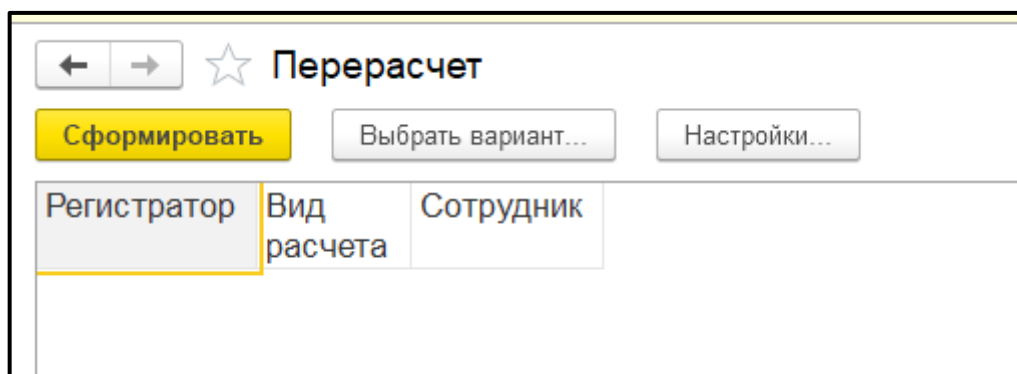 Перерасчет
Сформировать Выбрать вариант... Настройки...
Регистратор Вид расчета Сотрудник